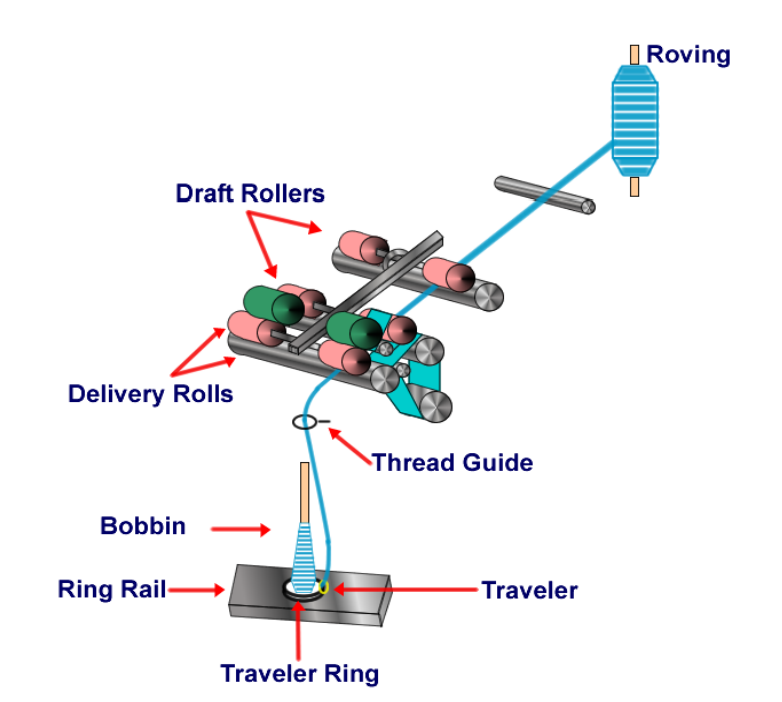 Roving
Draft Rollers
Delivery Rolls
Thread Guide
Bobbin
Ring Rail
Traveler
Traveler Ring